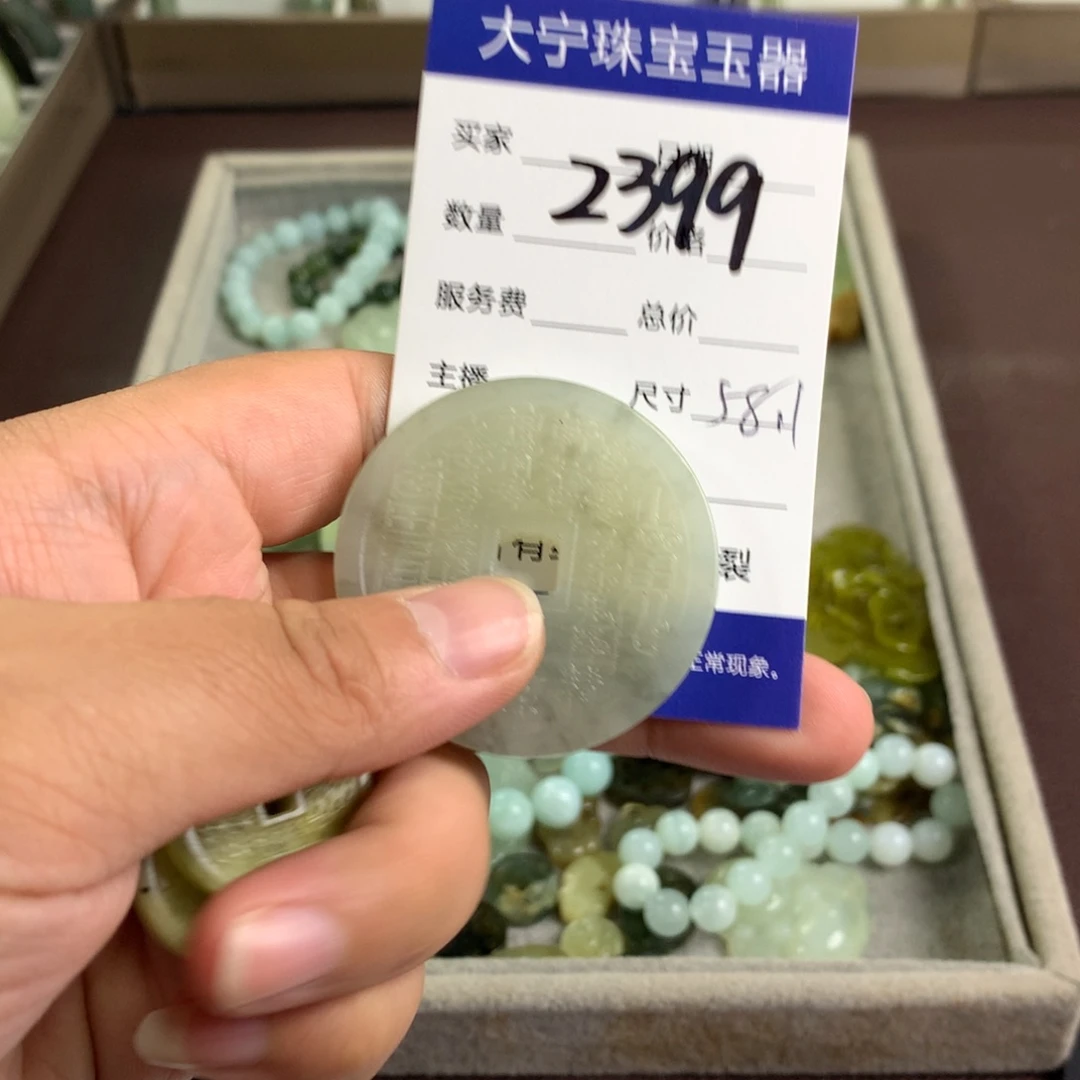 大宁珠宝玉器
买家
2399
数量 价格
服务费 总价
主播 尺寸 58.1
裂
正常现象。